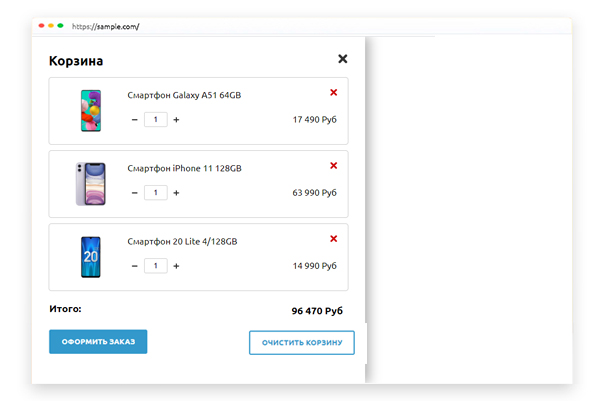 https://sample.com/
Корзина
Смартфон Galaxy A51 64GB
1
17 490 Руб
Смартфон iPhone 11 128GB
1
63 990 Руб
20
Смартфон 20 Lite 4/128GB
1
14 990 Руб
Итого:
96 470 Руб
ОФОРМИТЬ ЗАКАЗ
ОЧИСТИТЬ КОРЗИНУ